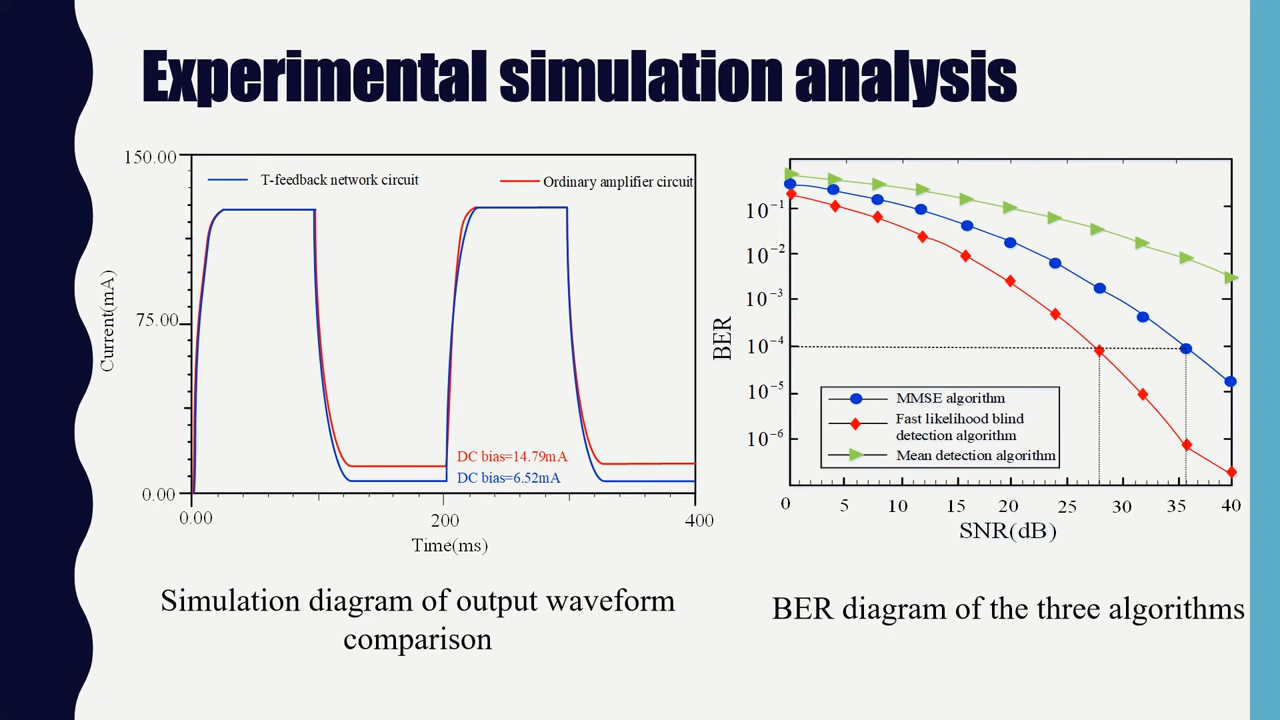 Experimental simulation analysis
150.00
T-feedback network circuit
Ordinary amplifier circuit
Current(mA)
75.00
DC bias=14.79mA
DC bias=6.52mA
0.00
0.00
200
400
Time(ms)
Simulation diagram of output waveform
comparison
BER
10⁻¹
10⁻²
10⁻³
10⁻⁴
10⁻⁵
10⁻⁶
MMSE algorithm
Fast likelihood blind
detection algorithm
Mean detection algorithm
0 5 10 15 20 25 30 35 40
SNR(dB)
BER diagram of the three algorithms